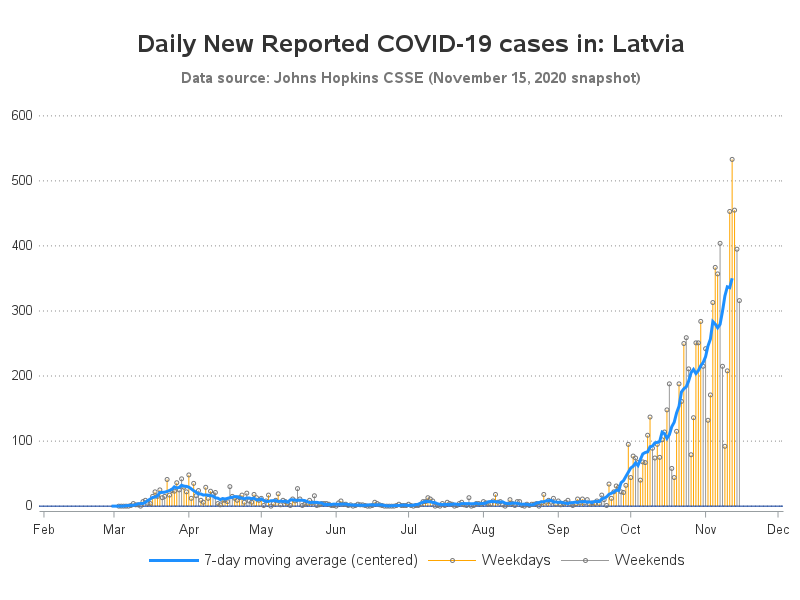 Daily New Reported COVID-19 cases in: Latvia
Data source: Johns Hopkins CSSE (November 15, 2020 snapshot)
600
500
400
300
200
100
0
Feb Mar Apr May Jun Jul Aug Sep Oct Nov Dec
7-day moving average (centered) Weekdays Weekends